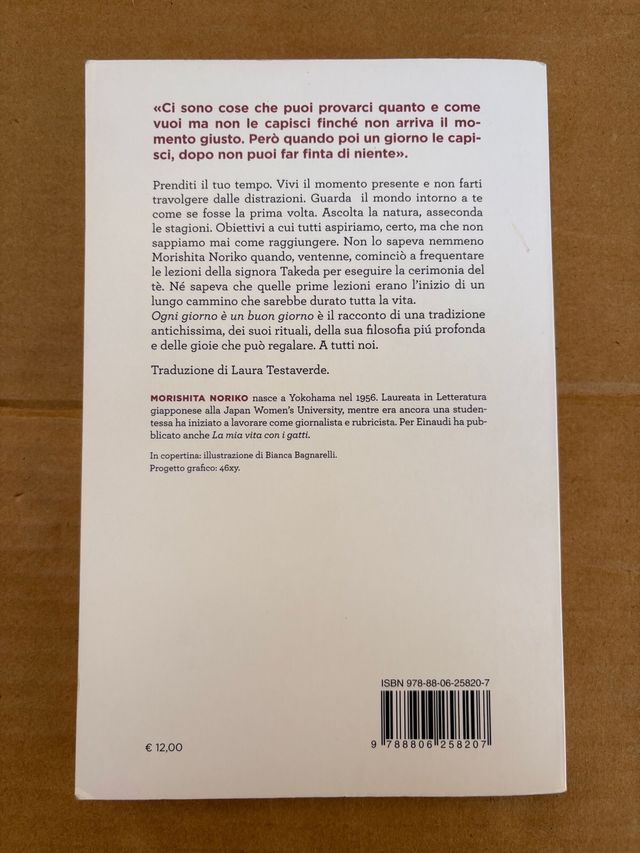 «Ci sono cose che puoi provarci quanto e come
vuoi ma non le capisci finché non arriva il mo-
mento giusto. Però quando poi un giorno le capi-
sci, dopo non puoi far finta di niente».
Prenditi il tuo tempo. Vivi il momento presente e non farti
travolgere dalle distrazioni. Guarda il mondo intorno a te
come se fosse la prima volta. Ascolta la natura, asseconda
le stagioni. Obiettivi a cui tutti aspiriamo, certo, ma che non
sappiamo mai come raggiungere. Non lo sapeva nemmeno
Morishita Noriko quando, ventenne, cominciò a frequentare
le lezioni della signora Takeda per eseguire la cerimonia del
tè. Né sapeva che quelle prime lezioni erano l'inizio di un
lungo cammino che sarebbe durato tutta la vita.
Ogni giorno è un buon giorno è il racconto di una tradizione
antichissima, dei suoi rituali, della sua filosofia piú profonda
e delle gioie che può regalare. A tutti noi.
Traduzione di Laura Testaverde.
MORISHITA NORIKO nasce a Yokohama nel 1956. Laureata in Letteratura
giapponese alla Japan Women's University, mentre era ancora una studen-
tessa ha iniziato a lavorare come giornalista e rubricista. Per Einaudi ha pub-
blicato anche La mia vita con i gatti.
In copertina: illustrazione di Bianca Bagnarelli.
Progetto grafico: 46xy.
ISBN 978-88-06-25820-7
€ 12,00
9 788806 258207